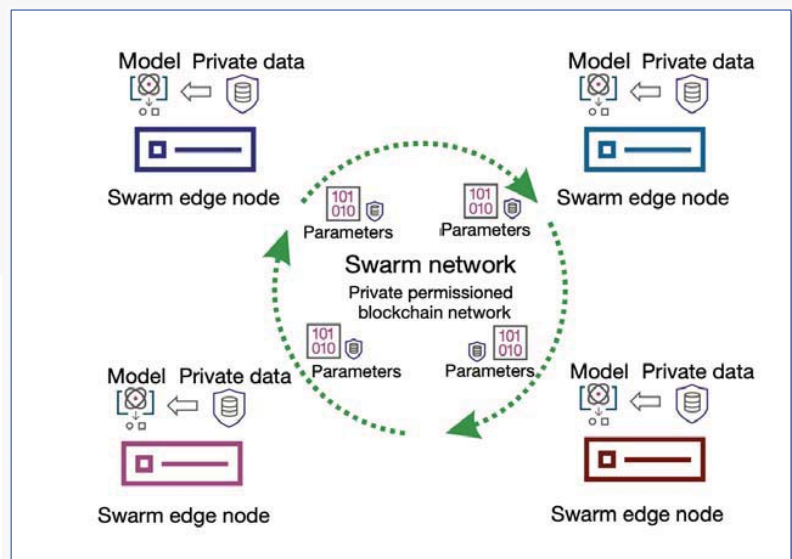 Model Private data
Swarm edge node
Model Private data
Swarm edge node
101
010
Parameters
101
010
Parameters
Swarm network
Private permissioned
blockchain network
101
010
Parameters
101
010
Parameters
Model Private data
Swarm edge node
Model Private data
Swarm edge node